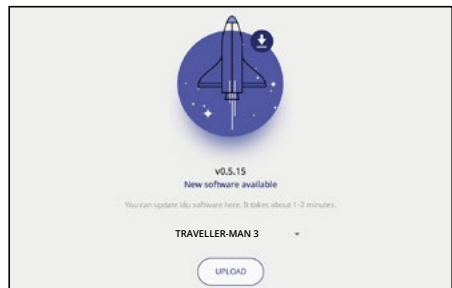 v0.5.15
New software available
You can update sku software here. It takes about 1-2 minutes.
TRAVELLER-MAN 3
UPLOAD